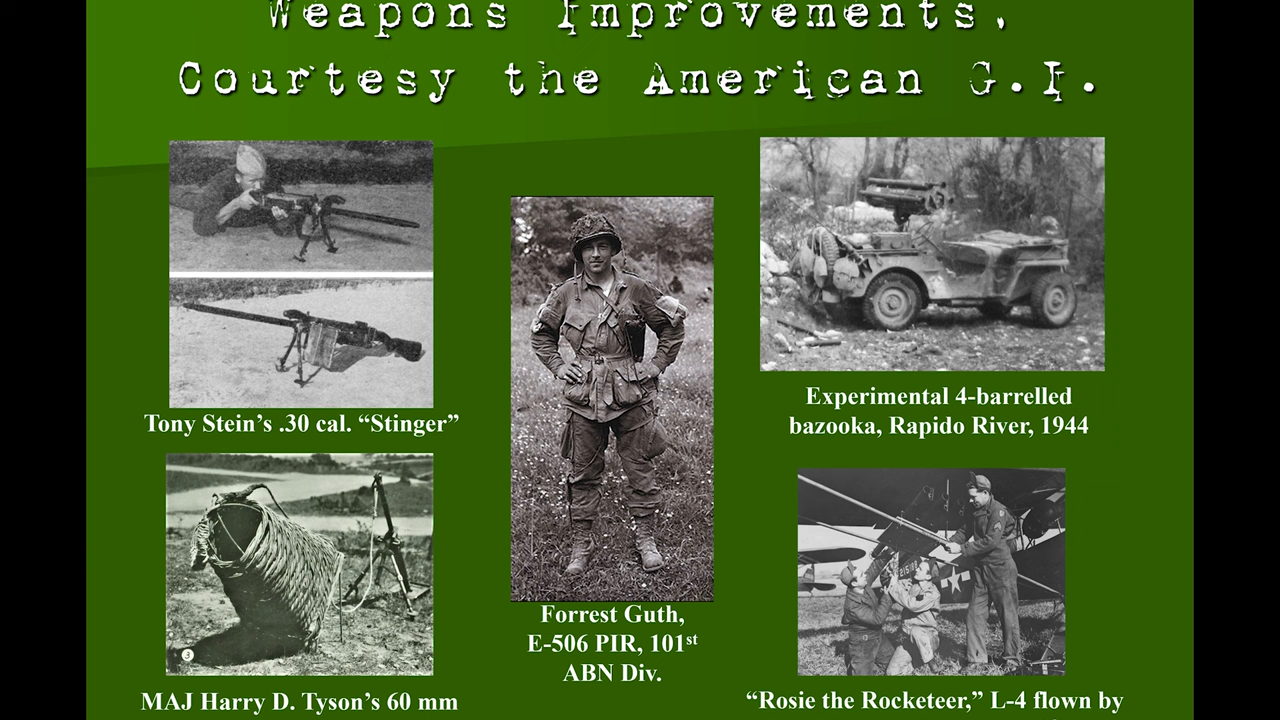 Weapons Improvements,
Courtesy the American G.I.
Tony Stein's .30 cal. “Stinger”
Experimental 4-barrelled
bazooka, Rapido River, 1944
Forrest Guth,
E-506 PIR, 101st
ABN Div.
3
MAJ Harry D. Tyson's 60 mm
“Rosie the Rocketeer,” L-4 flown by